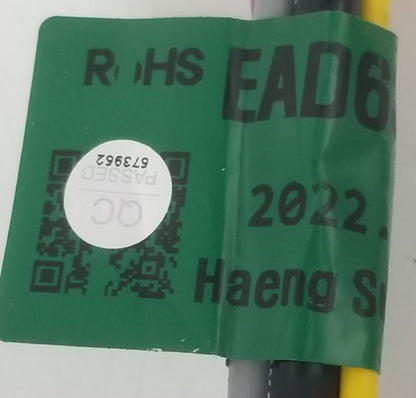 RoHS
EAD6
673962
PASSED
QC
2022.
Haeng S